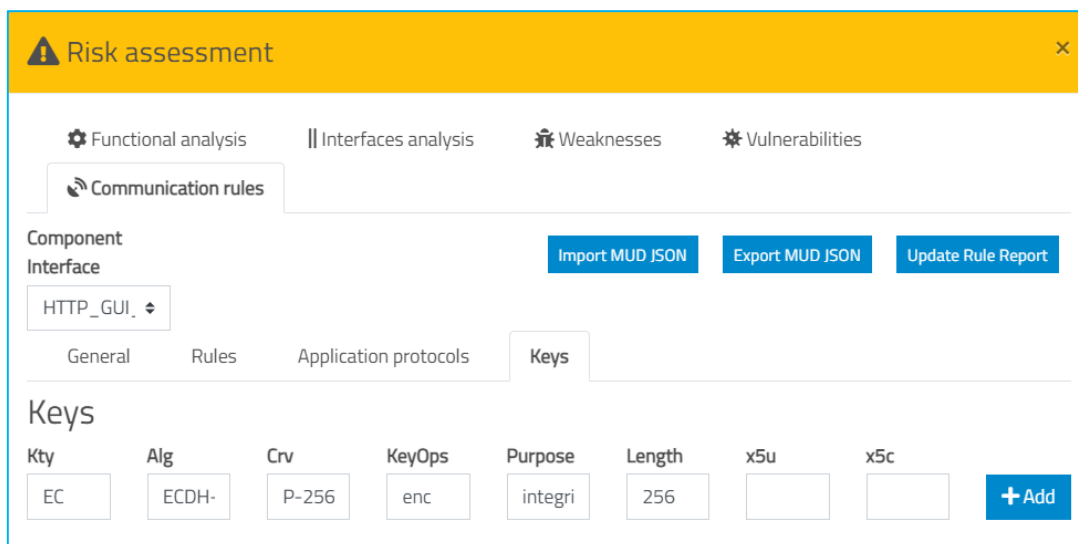 Risk assessment ×
Functional analysis Interfaces analysis Weaknesses Vulnerabilities
Communication rules
Component
Interface
Import MUD JSON Export MUD JSON Update Rule Report
HTTP_GUI_
General Rules Application protocols Keys
Keys
Kty Alg Crv KeyOps Purpose Length x5u x5c
EC ECDH- P-256 enc integri 256 + Add